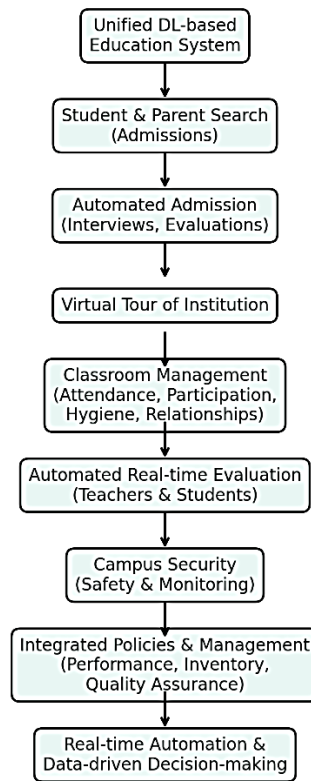 Unified DL-based
Education System
Student & Parent Search
(Admissions)
Automated Admission
(Interviews, Evaluations)
Virtual Tour of Institution
Classroom Management
(Attendance, Participation,
Hygiene, Relationships)
Automated Real-time Evaluation
(Teachers & Students)
Campus Security
(Safety & Monitoring)
Integrated Policies & Management
(Performance, Inventory,
Quality Assurance)
Real-time Automation &
Data-driven Decision-making